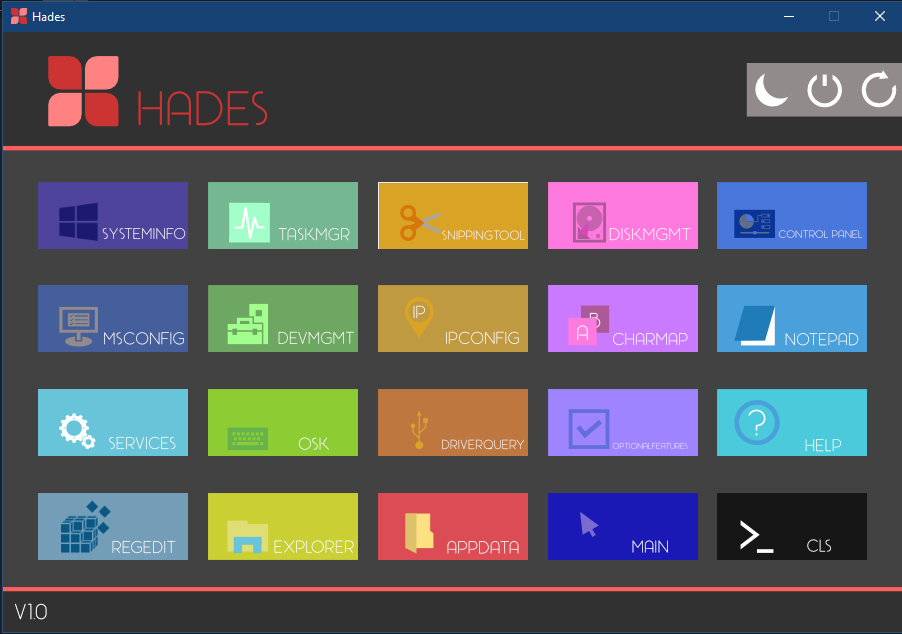 Hades
HADES
SYSTEMINFO
TASKMGR
SNIPPINGTOOL
DISKMGMT
CONTROL PANEL
MSCONFIG
DEVMGMT
IP
IPCONFIG
B
A
CHARMAP
NOTEPAD
SERVICES
OSK
DRIVERQUERY
OPTIONALFEATURES
?
HELP
REGEDIT
EXPLORER
APPDATA
MAIN
>_
CLS
V1.0